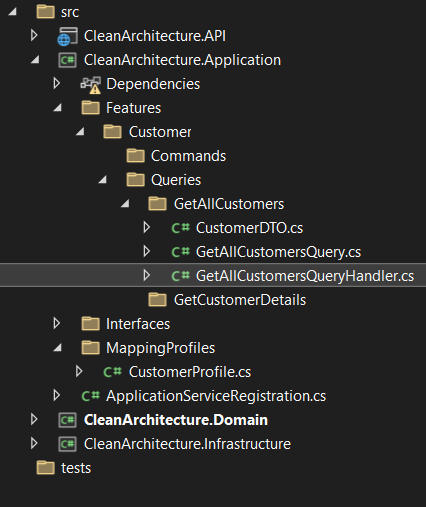 src
CleanArchitecture.API
C# CleanArchitecture.Application
Dependencies
Features
Customer
Commands
Queries
GetAllCustomers
C# CustomerDTO.cs
C# GetAllCustomersQuery.cs
C# GetAllCustomersQueryHandler.cs
GetCustomerDetails
Interfaces
MappingProfiles
C# CustomerProfile.cs
C# ApplicationServiceRegistration.cs
C# CleanArchitecture.Domain
C# CleanArchitecture.Infrastructure
tests